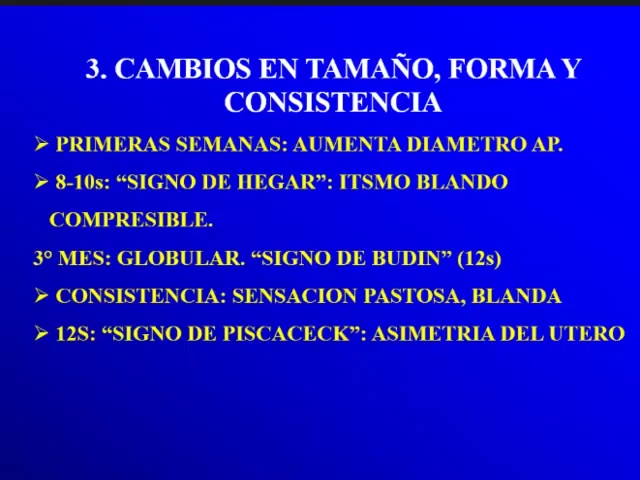 3. CAMBIOS EN TAMAÑO, FORMA Y
CONSISTENCIA
➢ PRIMERAS SEMANAS: AUMENTA DIAMETRO AP.
➢ 8-10s: “SIGNO DE HEGAR”: ITSMO BLANDO
COMPRESIBLE.
3° MES: GLOBULAR. “SIGNO DE BUDIN” (12s)
➢ CONSISTENCIA: SENSACION PASTOSA, BLANDA
➢ 12S: “SIGNO DE PISCACECK”: ASIMETRIA DEL UTERO